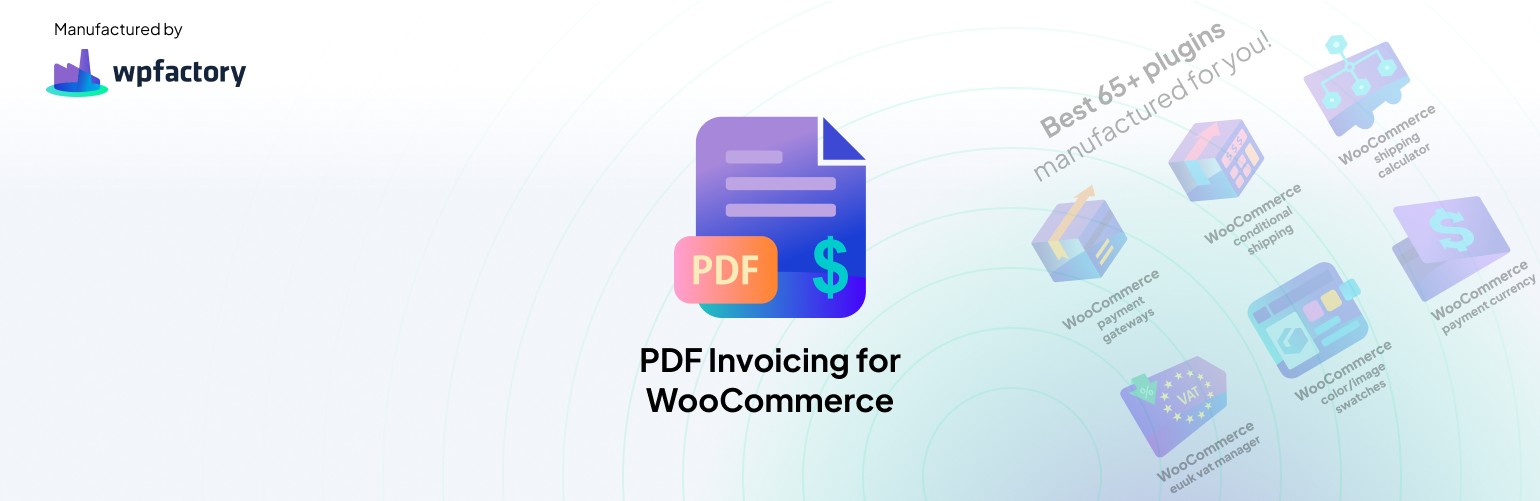 Manufactured by
wpfactory
PDF
$
PDF Invoicing for
WooCommerce
Best 65+ plugins
manufactured for you!
WooCommerce
shipping
calculator
$$$
WooCommerce
conditional
shipping
WooCommerce
payment
gateways
$
WooCommerce
payment currency
WooCommerce
color/image
swatches
%
VAT
WooCommerce
euuk vat manager